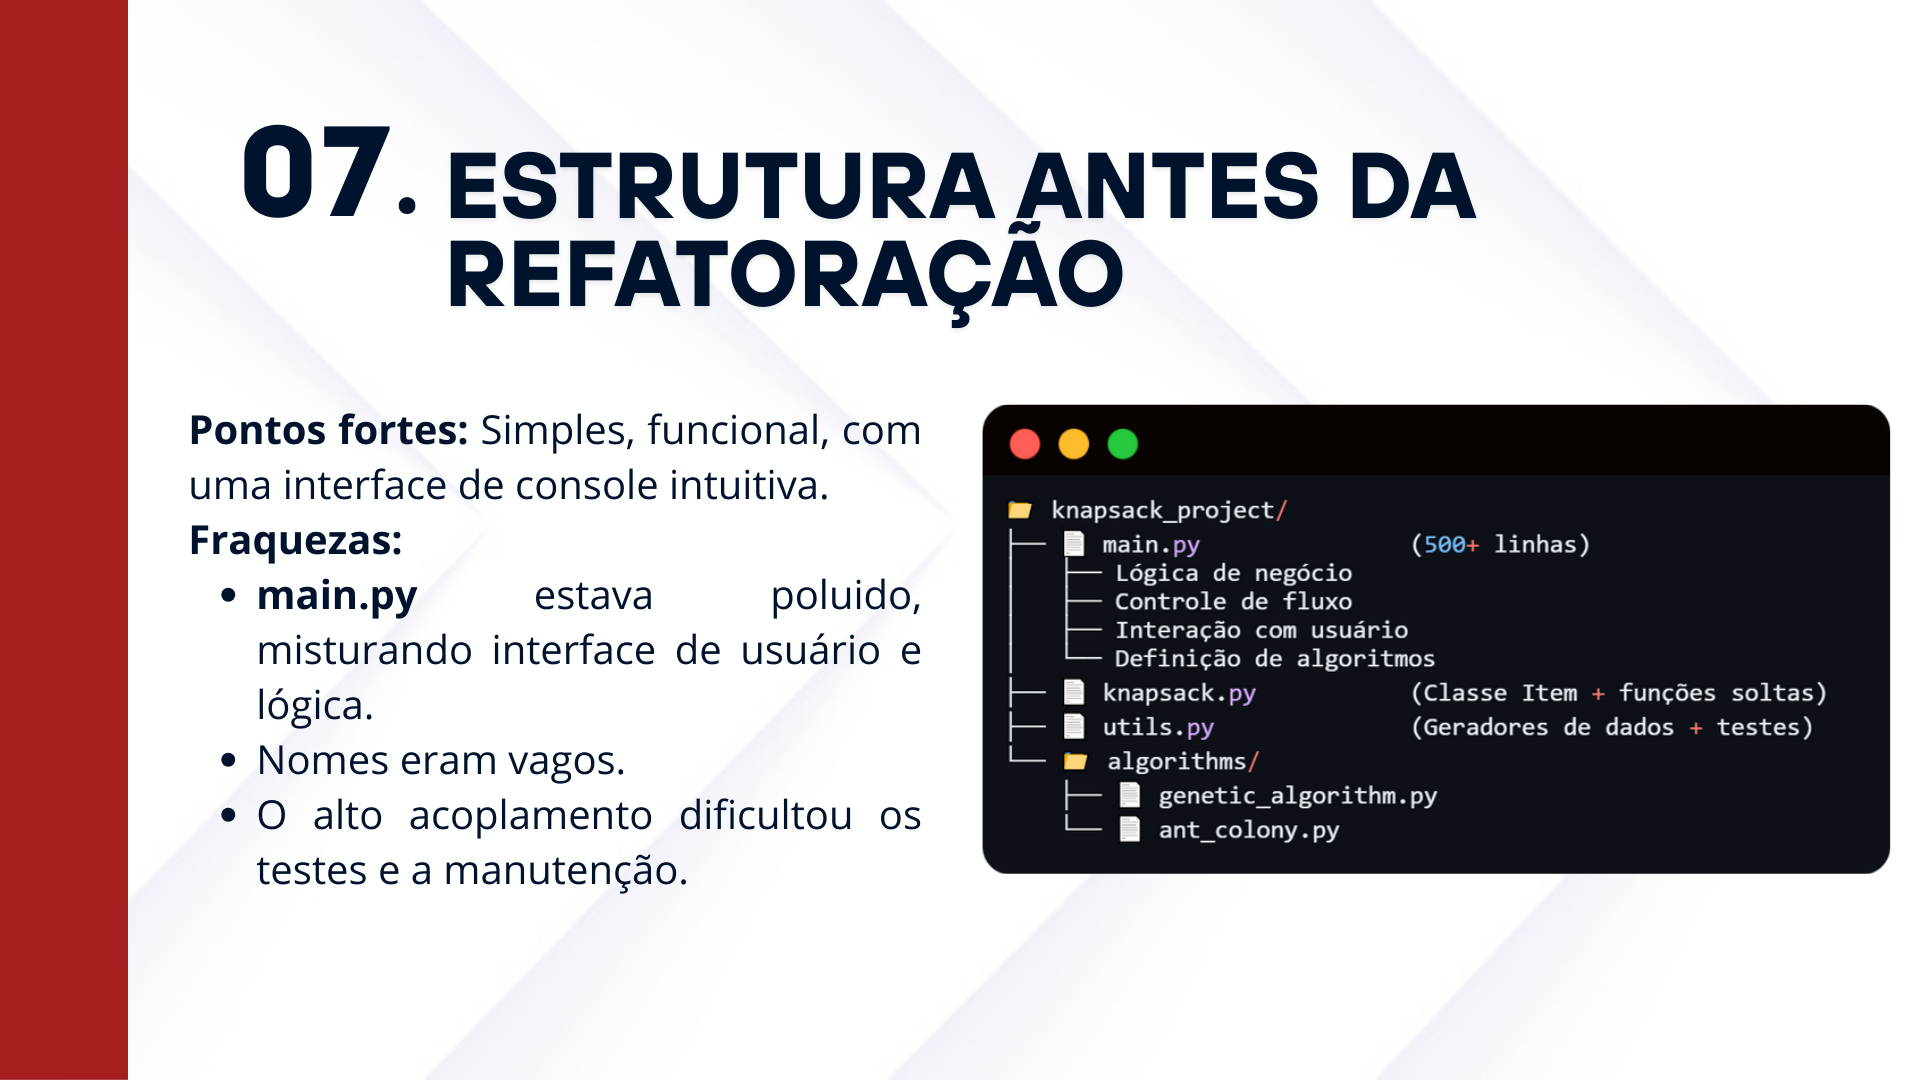 07. ESTRUTURA ANTES DA
REFATORAÇÃO
Pontos fortes: Simples, funcional, com
uma interface de console intuitiva.
Fraquezas:
• main.py estava poluido,
misturando interface de usuário e
lógica.
• Nomes eram vagos.
• O alto acoplamento dificultou os
testes e a manutenção.
knapsack_project/
├── main.py (500+ linhas)
│ ├── Lógica de negócio
│ ├── Controle de fluxo
│ ├── Interação com usuário
│ └── Definição de algoritmos
├── knapsack.py (Classe Item + funções soltas)
├── utils.py (Geradores de dados + testes)
└── algorithms/
├── genetic_algorithm.py
└── ant_colony.py